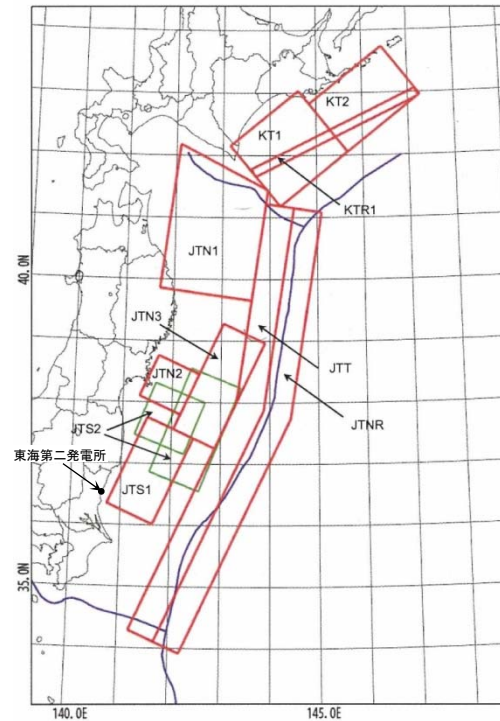 KT2
KT1
KTR1
JTN1
40.0N
JTN3
JTT
JTN2
JTNR
JTS2
東海第二発電所
JTS1
35.0N
140.0E
145.0E